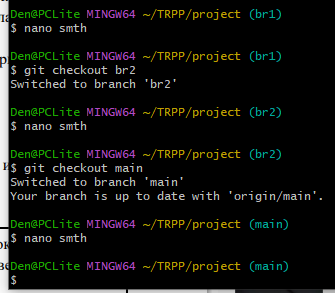 Den@PCLite MINGW64 ~/TRPP/project (br1)
$ nano smth
Den@PCLite MINGW64 ~/TRPP/project (br1)
$ git checkout br2
Switched to branch 'br2'
Den@PCLite MINGW64 ~/TRPP/project (br2)
$ nano smth
Den@PCLite MINGW64 ~/TRPP/project (br2)
$ git checkout main
Switched to branch 'main'
Your branch is up to date with 'origin/main'.
Den@PCLite MINGW64 ~/TRPP/project (main)
$ nano smth
Den@PCLite MINGW64 ~/TRPP/project (main)
$